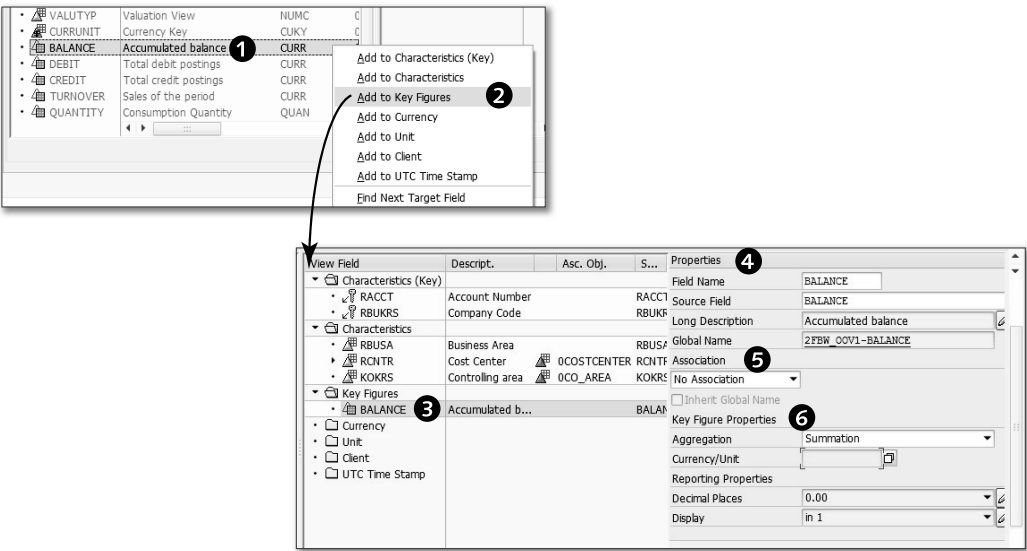 VALUTYP Valuation View NUMC
CURRUNIT Currency Key CUKY
BALANCE Accumulated balance 1 CURR
DEBIT Total debit postings CURR
CREDIT Total credit postings CURR
TURNOVER Sales of the period CURR
QUANTITY Consumption Quantity QUAN
Add to Characteristics (Key)
Add to Characteristics
Add to Key Figures 2
Add to Currency
Add to Unit
Add to Client
Add to UTC Time Stamp
Find Next Target Field
View Field Descript. Asc. Obj. S...
Characteristics (Key)
RACCT Account Number RACCT
RBUKRS Company Code RBUKR
Characteristics
RBUSA Business Area RBUSA
RCNTR Cost Center 0COSTCENTER RCNTR
KOKRS Controlling area 0CO_AREA KOKRS
Key Figures
BALANCE 3 Accumulated b... BALAN
Currency
Unit
Client
UTC Time Stamp
Properties 4
Field Name BALANCE
Source Field BALANCE
Long Description Accumulated balance
Global Name 2FBW_OOV1-BALANCE
Association 5
No Association
Inherit Global Name
Key Figure Properties 6
Aggregation Summation
Currency/Unit
Reporting Properties
Decimal Places 0.00
Display in 1